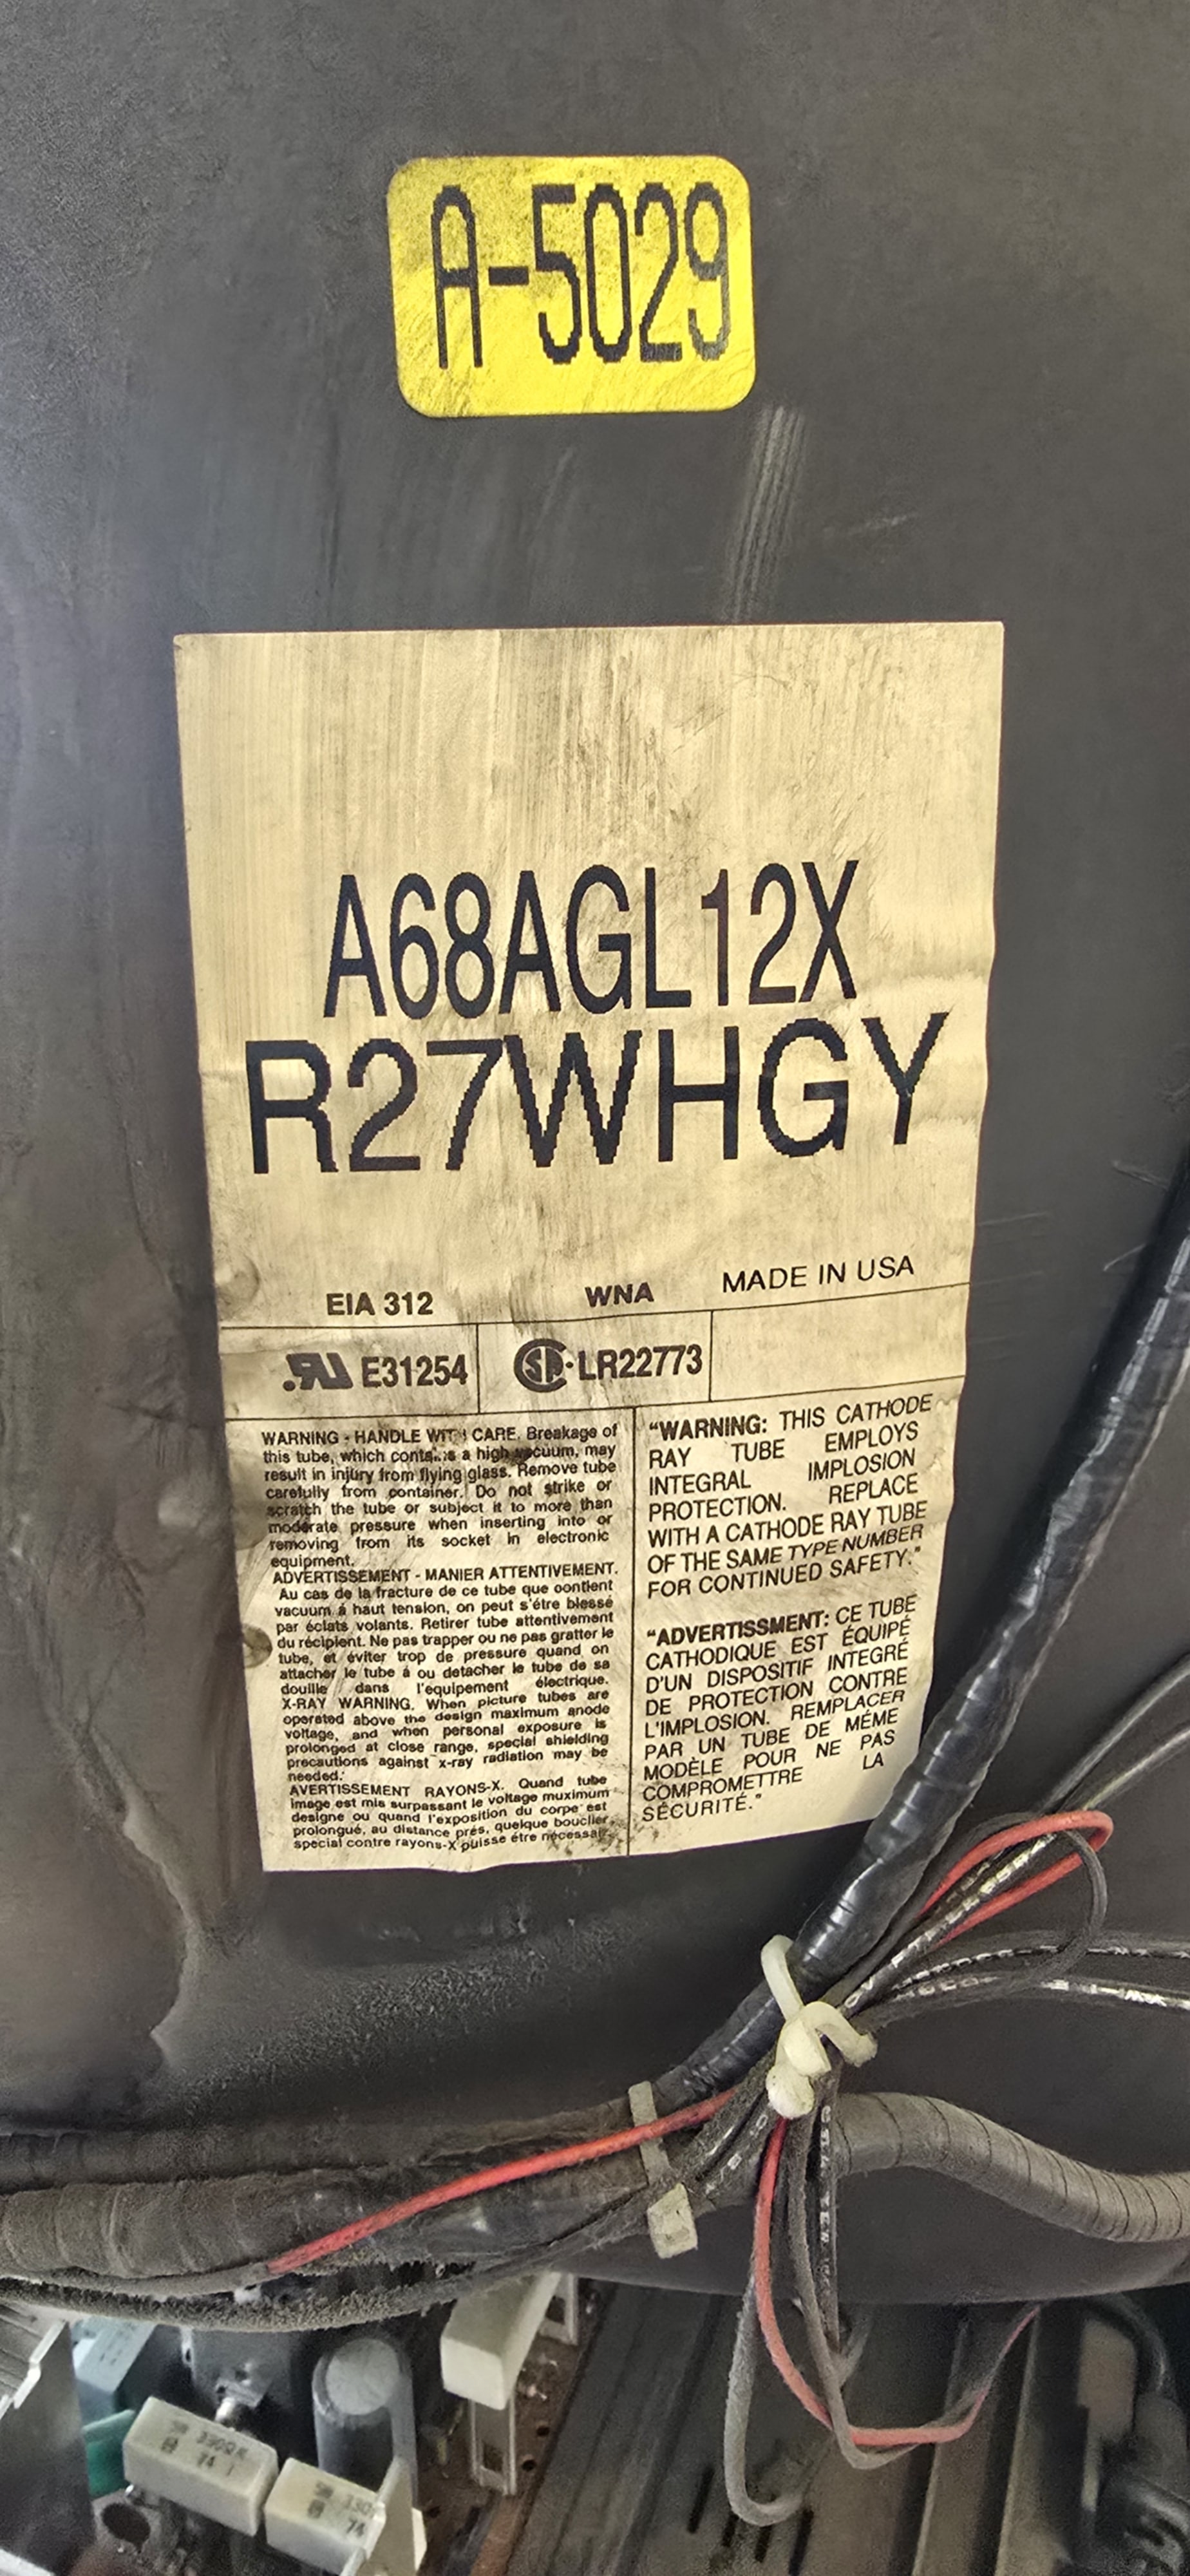 A-5029
A68AGL12X
R27WHGY
EIA 312 WNA MADE IN USA
E31254 LR22773
WARNING - HANDLE WITH CARE. Breakage of
this tube, which contains a high vacuum, may
result in injury from flying glass. Remove tube
carefully from container. Do not strike or
scratch the tube or subject it to more than
moderate pressure when inserting into or
removing from its socket in electronic
equipment.
ADVERTISSEMENT - MANIER ATTENTIVEMENT.
Au cas de la fracture de ce tube que contient
vacuum á haut tension, on peut s'étre blessé
par éclats volants. Retirer tube attentivement
du récipient. Ne pas trapper ou ne pas gratter le
tube, et éviter trop de pressure quand on
attacher le tube á ou detacher le tube de sa
douille dans l'equipement électrique.
X-RAY WARNING. When picture tubes are
operated above the design maximum anode
voltage, and when personal exposure is
prolonged at close range, special shielding
precautions against x-ray radiation may be
needed.
AVERTISSEMENT RAYONS-X. Quand tube
image est mis surpassant le voltage muximum
designe ou quand l'exposition du corpe est
prolongué, au distance prés, quelque bouclier
special contre rayons-X puisse étre
"WARNING: THIS CATHODE
RAY TUBE EMPLOYS
INTEGRAL IMPLOSION
PROTECTION. REPLACE
WITH A CATHODE RAY TUBE
OF THE SAME TYPE NUMBER
FOR CONTINUED SAFETY."
"ADVERTISSMENT: CE TUBE
CATHODIQUE EST ÉQUIPÉ
D'UN DISPOSITIF INTEGRÉ
DE PROTECTION CONTRE
L'IMPLOSION. REMPLACER
PAR UN TUBE DE MÉME
MODÈLE POUR NE PAS
COMPROMETTRE LA
SÉCURITÉ."